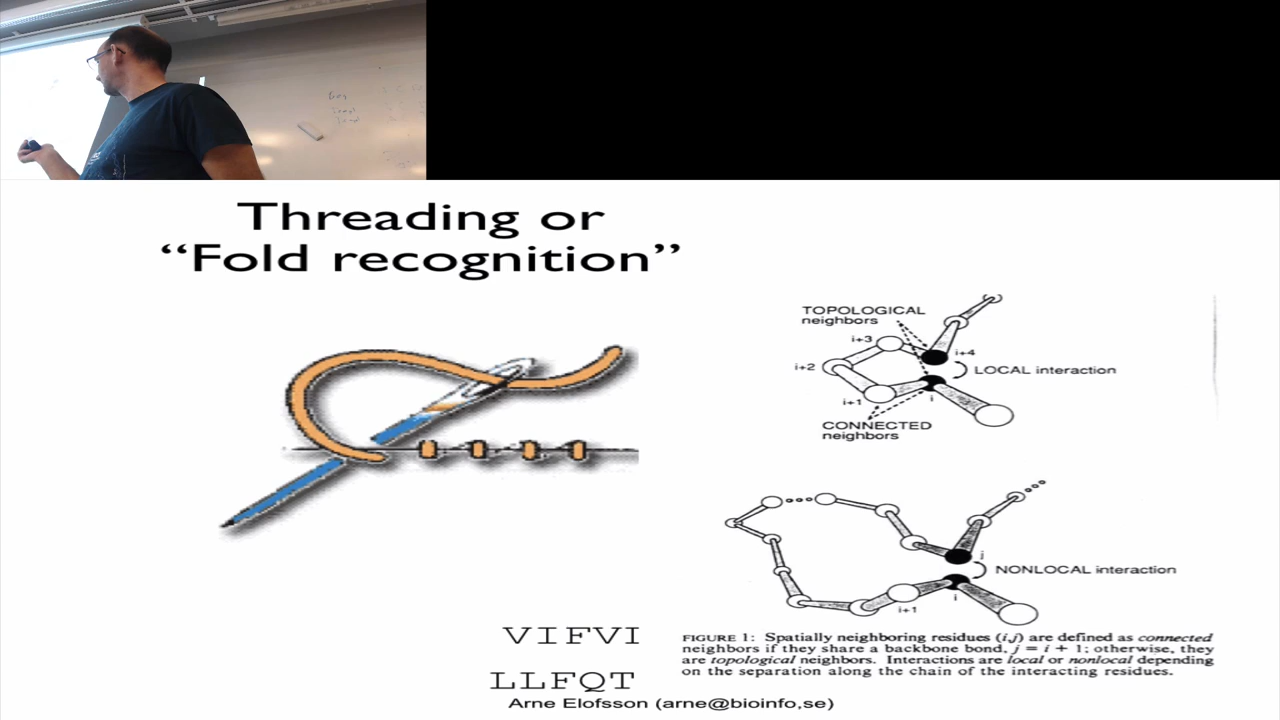 Threading or
“Fold recognition”
TOPOLOGICAL
neighbors
i+3
i+4
i+2
LOCAL interaction
i+1
i
CONNECTED
neighbors
j
NONLOCAL interaction
i
i+1
VIFVI
FIGURE 1: Spatially neighboring residues (i,j) are defined as connected
neighbors if they share a backbone bond, j = i + 1; otherwise, they
are topological neighbors. Interactions are local or nonlocal depending
on the separation along the chain of the interacting residues.
LLFQT
Arne Elofsson (arne@bioinfo,se)